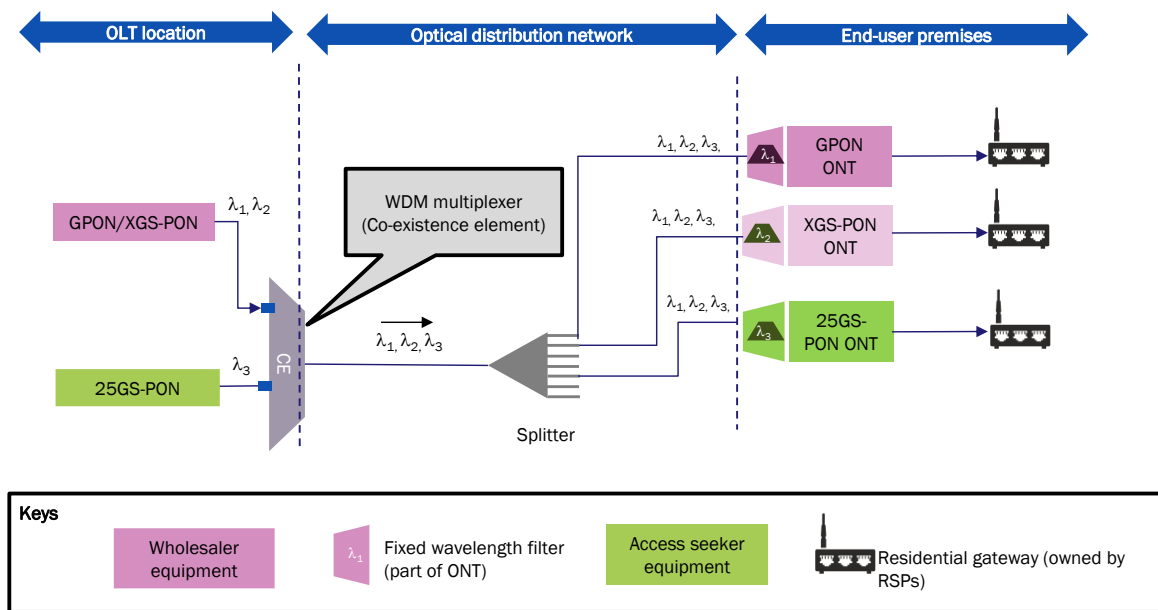 OLT location
Optical distribution network
End-user premises
λ1, λ2, λ3,
λ1
GPON
ONT
WDM multiplexer
(Co-existence element)
λ1, λ2
GPON/XGS-PON
λ1, λ2, λ3,
λ2
XGS-PON
ONT
λ1, λ2, λ3,
λ3
25GS-
PON ONT
λ1, λ2, λ3
CE
λ3
25GS-PON
Splitter
Keys
Wholesaler
equipment
λ1
Fixed wavelength filter
(part of ONT)
Access seeker
equipment
Residential gateway (owned by
RSPs)